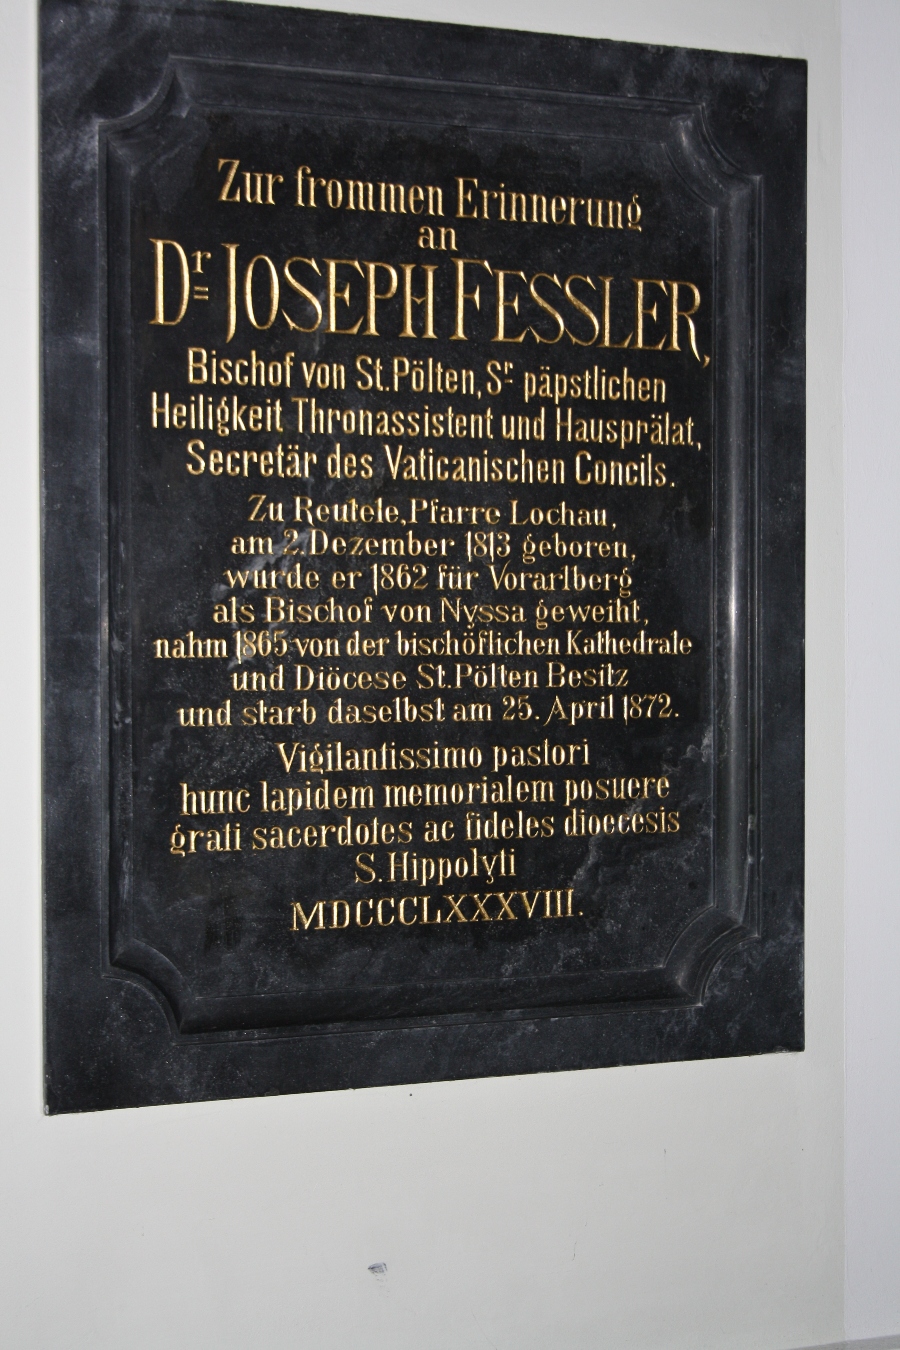 Zur frommen Erinnerung
an
Dr. JOSEPH FESSLER,
Bischof von St. Pölten, Sr. päpstlichen
Heiligkeit Thronassistent und Hausprälat,
Secretär des Vaticanischen Concils.
Zu Reutele, Pfarre Lochau,
am 2. Dezember 1813 geboren,
wurde er 1862 für Vorarlberg
als Bischof von Nyssa geweiht,
nahm 1865 von der bischöflichen Kathedrale
und Diöcese St. Pölten Besitz
und starb daselbst am 25. April 1872.
Vigilantissimo pastori
hunc lapidem memorialem posuere
grati sacerdotes ac fideles dioecesis
S. Hippolyti
MDCCCLXXXVIII.